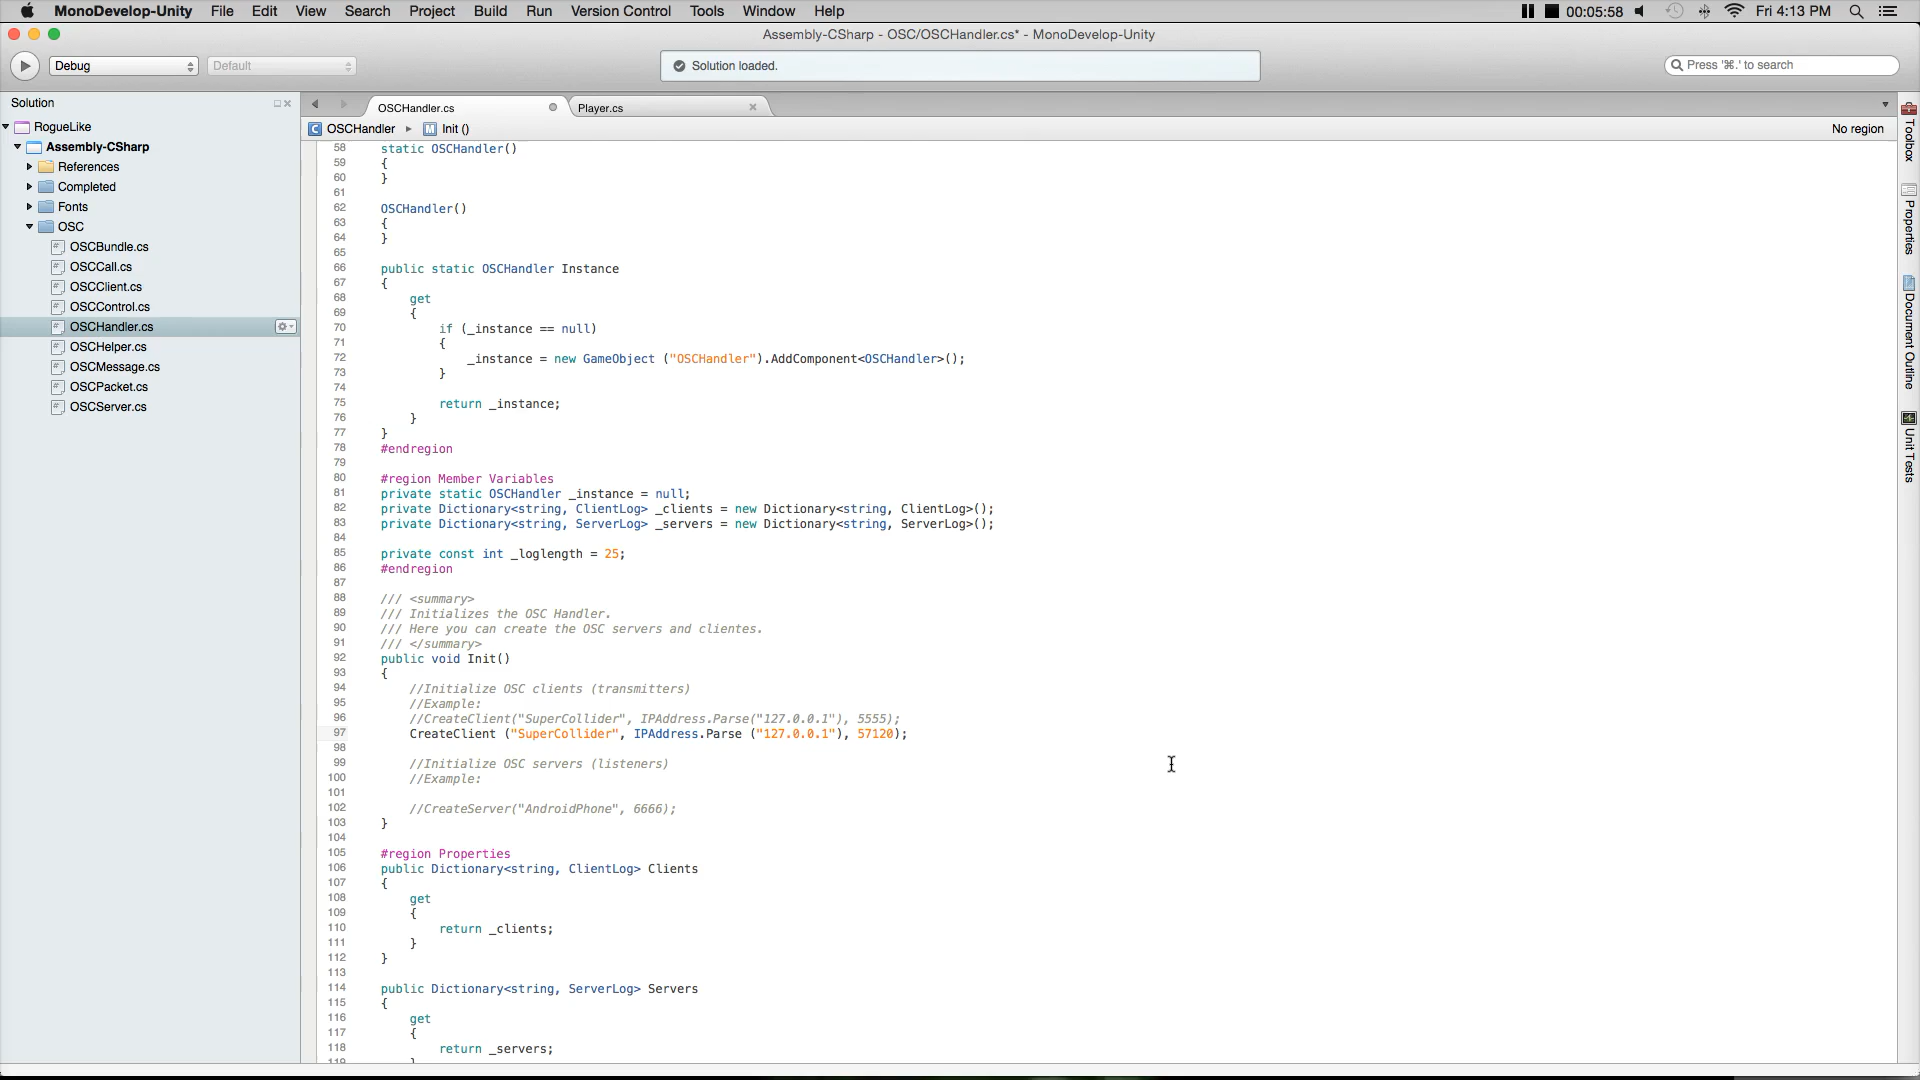 MonoDevelop-Unity File Edit View Search Project Build Run Version Control Tools Window Help 00:05:58 Fri 4:13 PM
Assembly-CSharp - OSC/OSCHandler.cs* - MonoDevelop-Unity
Debug Default Solution loaded. Press '⌘.' to search
Solution
RogueLike
Assembly-CSharp
References
Completed
Fonts
OSC
OSCBundle.cs
OSCCall.cs
OSCClient.cs
OSCControl.cs
OSCHandler.cs
OSCHelper.cs
OSCMessage.cs
OSCPacket.cs
OSCServer.cs
OSCHandler.cs Player.cs
OSCHandler Init () No region
58 static OSCHandler()
59 {
60 }
61
62 OSCHandler()
63 {
64 }
65
66 public static OSCHandler Instance
67 {
68 get
69 {
70 if (_instance == null)
71 {
72 _instance = new GameObject ("OSCHandler").AddComponent<OSCHandler>();
73 }
74
75 return _instance;
76 }
77 }
78 #endregion
79
80 #region Member Variables
81 private static OSCHandler _instance = null;
82 private Dictionary<string, ClientLog> _clients = new Dictionary<string, ClientLog>();
83 private Dictionary<string, ServerLog> _servers = new Dictionary<string, ServerLog>();
84
85 private const int _loglength = 25;
86 #endregion
87
88 /// <summary>
89 /// Initializes the OSC Handler.
90 /// Here you can create the OSC servers and clientes.
91 /// </summary>
92 public void Init()
93 {
94 //Initialize OSC clients (transmitters)
95 //Example:
96 //CreateClient("SuperCollider", IPAddress.Parse("127.0.0.1"), 5555);
97 CreateClient ("SuperCollider", IPAddress.Parse ("127.0.0.1"), 57120);
98
99 //Initialize OSC servers (listeners)
100 //Example:
101
102 //CreateServer("AndroidPhone", 6666);
103 }
104
105 #region Properties
106 public Dictionary<string, ClientLog> Clients
107 {
108 get
109 {
110 return _clients;
111 }
112 }
113
114 public Dictionary<string, ServerLog> Servers
115 {
116 get
117 {
118 return _servers;
119 }
Toolbox
Properties
Document Outline
Unit Tests